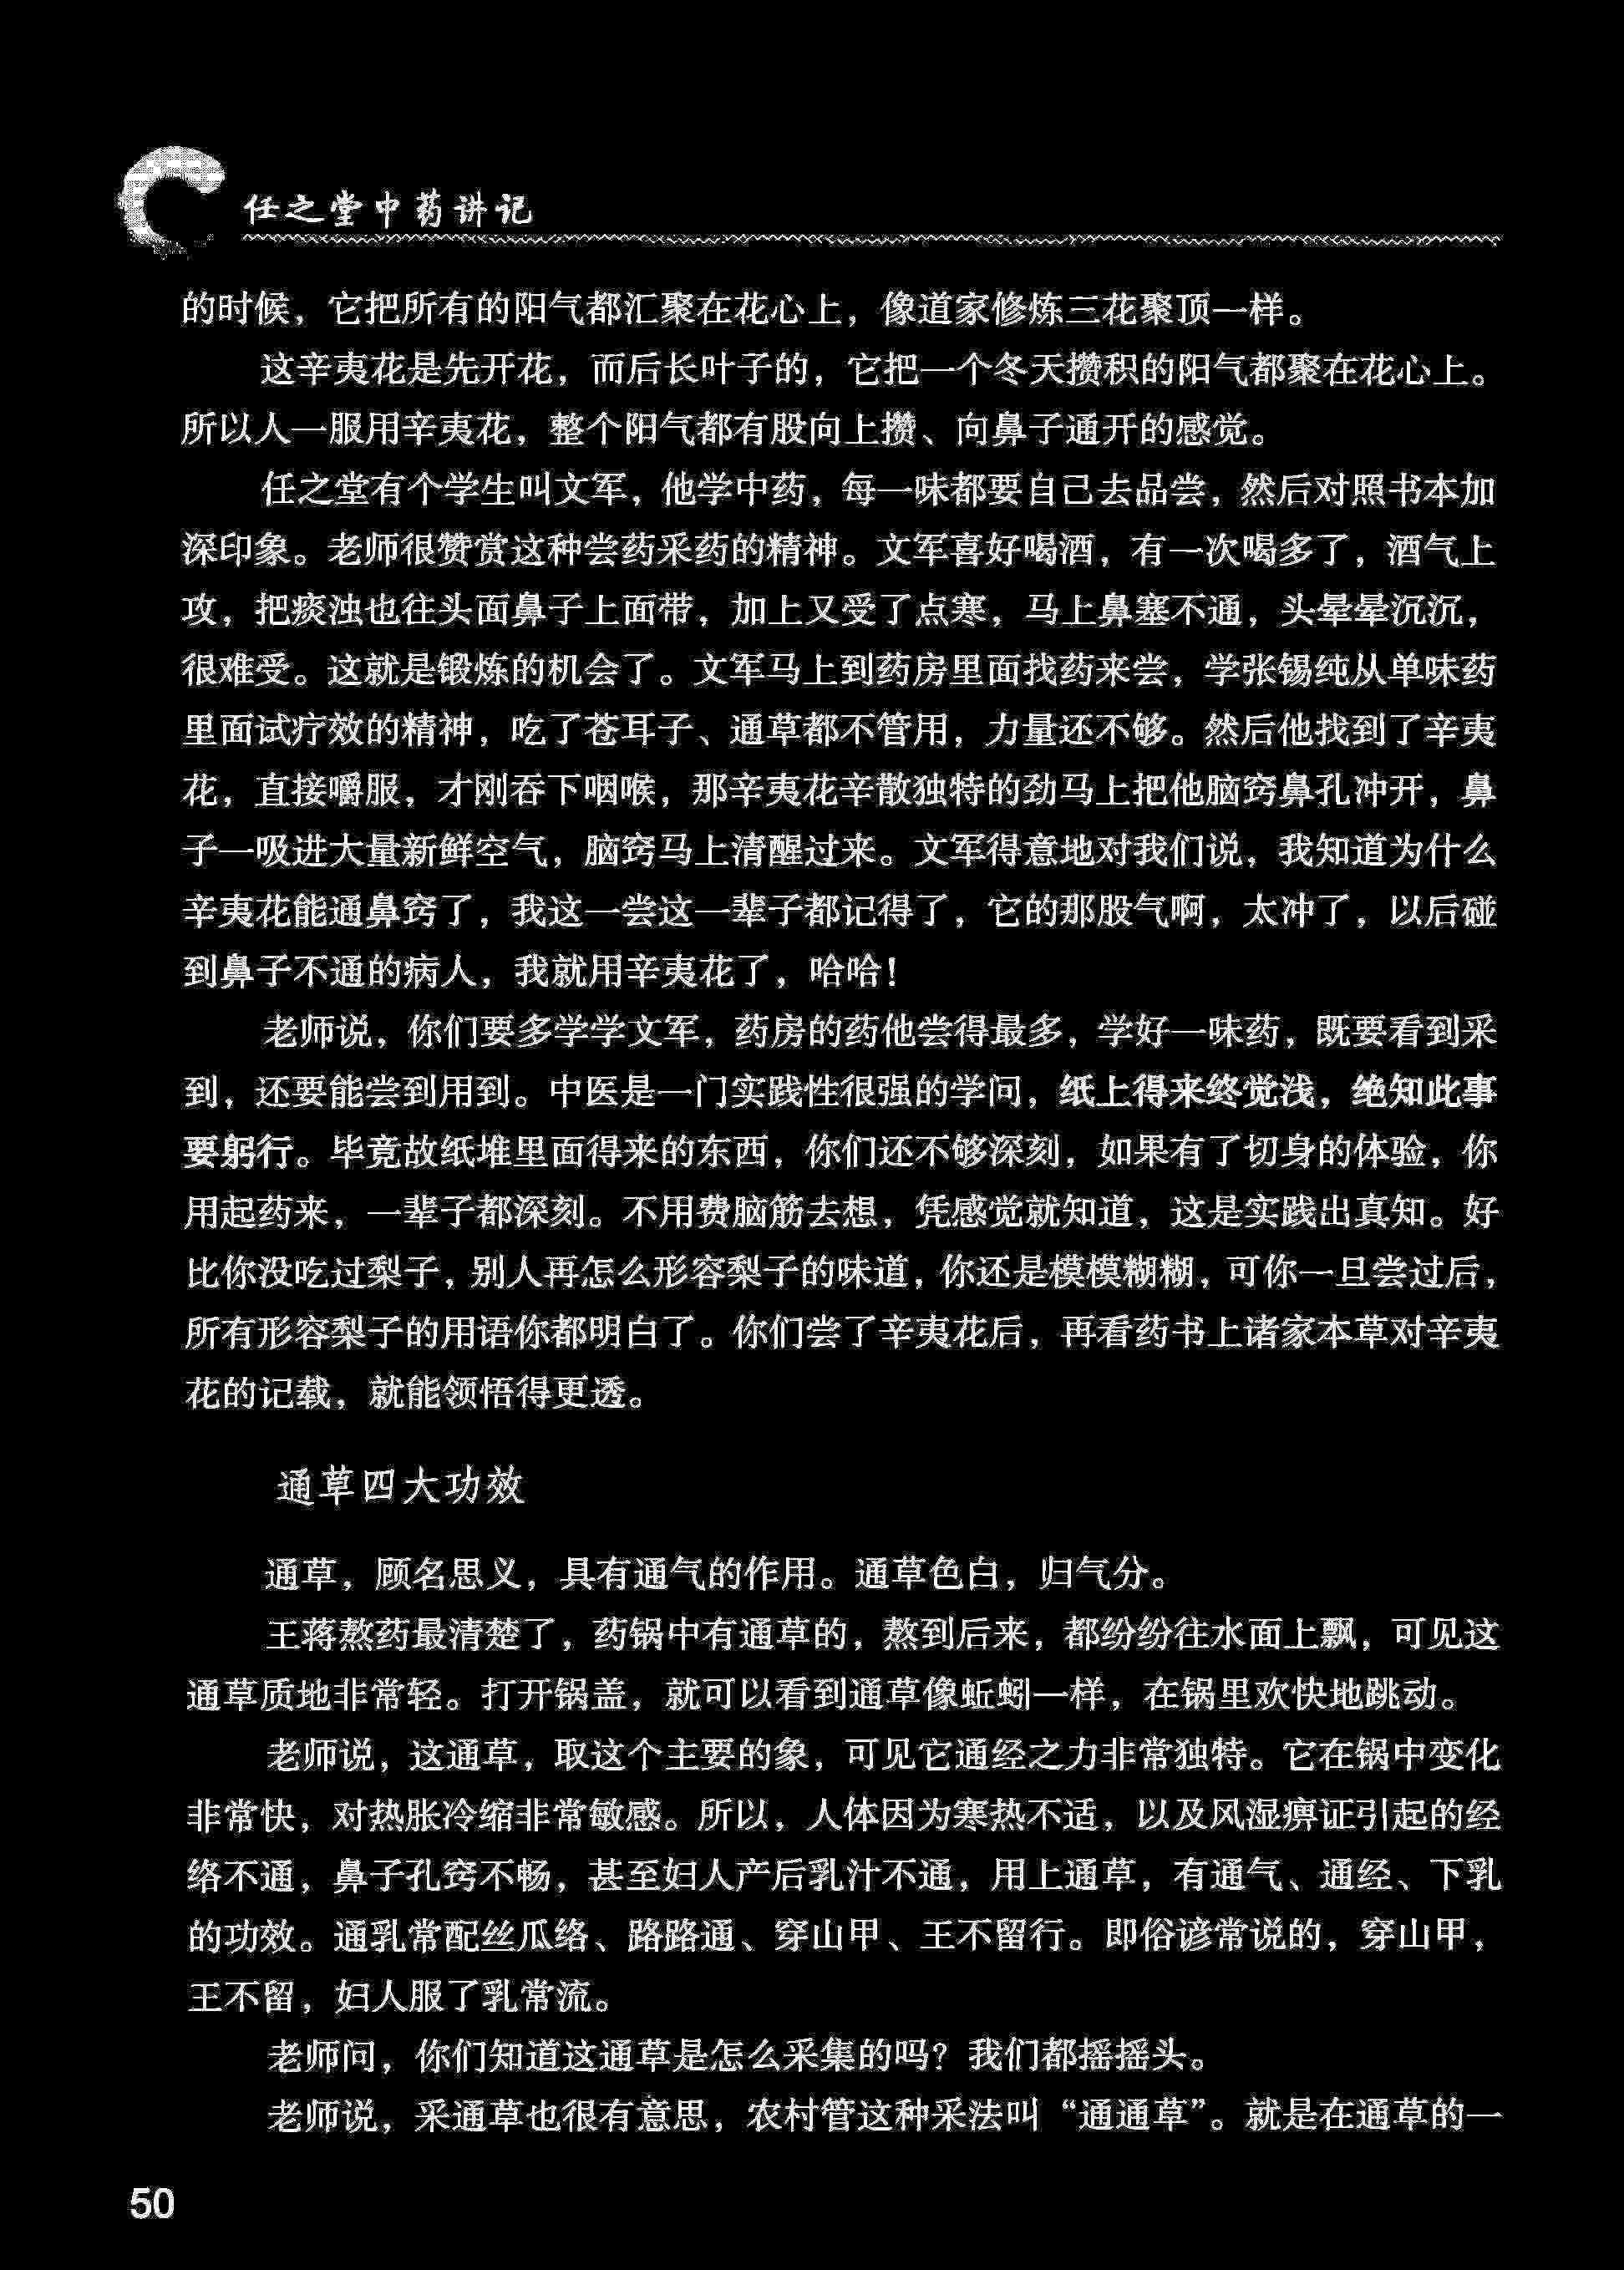 任之堂中药讲记
的时候，它把所有的阳气都汇聚在花心上，像道家修炼三花聚顶一样。
这辛夷花是先开花，而后长叶子的，它把一个冬天攒积的阳气都聚在花心上。
所以人一服用辛夷花，整个阳气都有股向上攒、向鼻子通开的感觉。
任之堂有个学生叫文军，他学中药，每一味都要自己去品尝，然后对照书本加
深印象。老师很赞赏这种尝药采药的精神。文军喜好喝酒，有一次喝多了，酒气上
攻，把痰浊也往头面鼻子上面带，加上又受了点寒，马上鼻塞不通，头晕晕沉沉，
很难受。这就是锻炼的机会了。文军马上到药房里面找药来尝，学张锡纯从单味药
里面试疗效的精神，吃了苍耳子、通草都不管用，力量还不够。然后他找到了辛夷
花，直接嚼服，才刚吞下咽喉，那辛夷花辛散独特的劲马上把他脑窍鼻孔冲开，鼻
子一吸进大量新鲜空气，脑窍马上清醒过来。文军得意地对我们说，我知道为什么
辛夷花能通鼻窍了，我这一尝这一辈子都记得了，它的那股气啊，太冲了，以后碰
到鼻子不通的病人，我就用辛夷花了，哈哈！
老师说，你们要多学学文军，药房的药他尝得最多，学好一味药，既要看到采
到，还要能尝到用到。中医是一门实践性很强的学问，纸上得来终觉浅，绝知此事
要躬行。毕竟故纸堆里面得来的东西，你们还不够深刻，如果有了切身的体验，你
用起药来，一辈子都深刻。不用费脑筋去想，凭感觉就知道，这是实践出真知。好
比你没吃过梨子，别人再怎么形容梨子的味道，你还是模模糊糊，可你一旦尝过后，
所有形容梨子的用语你都明白了。你们尝了辛夷花后，再看药书上诸家本草对辛夷
花的记载，就能领悟得更透。
通草四大功效
通草，顾名思义，具有通气的作用。通草色白，归气分。
王蒋熬药最清楚了，药锅中有通草的，熬到后来，都纷纷往水面上飘，可见这
通草质地非常轻。打开锅盖，就可以看到通草像蚯蚓一样，在锅里欢快地跳动。
老师说，这通草，取这个主要的象，可见它通经之力非常独特。它在锅中变化
非常快，对热胀冷缩非常敏感。所以，人体因为寒热不适，以及风湿痹证引起的经
络不通，鼻子孔窍不畅，甚至妇人产后乳汁不通，用上通草，有通气、通经、下乳
的功效。通乳常配丝瓜络、路路通、穿山甲、王不留行。即俗谚常说的，穿山甲，
王不留，妇人服了乳常流。
老师问，你们知道这通草是怎么采集的吗？我们都摇摇头。
老师说，采通草也很有意思，农村管这种采法叫“通通草”。就是在通草的一
50